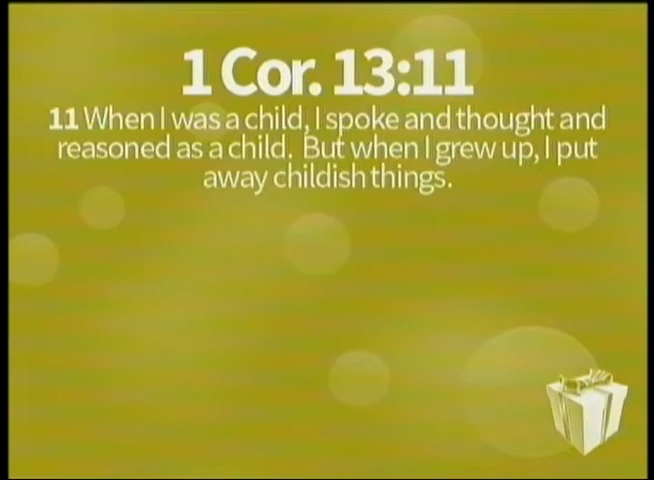 1 Cor. 13:11
11 When I was a child, I spoke and thought and
reasoned as a child. But when I grew up, I put
away childish things.